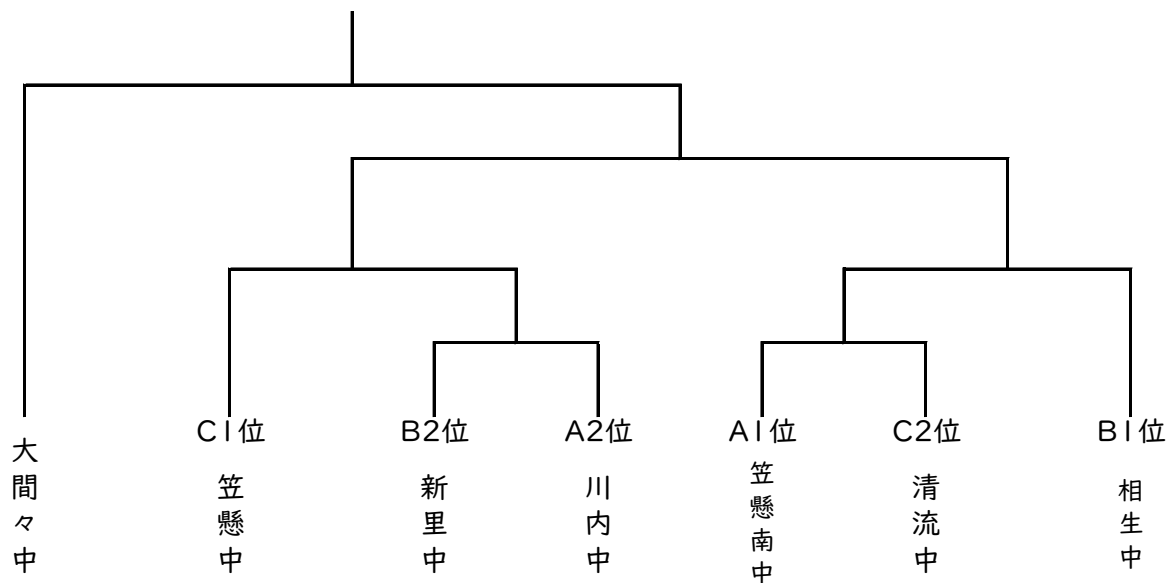 C1位
B2位
A2位
A1位
C2位
B1位
大間々中
笠懸中
新里中
川内中
笠懸南中
清流中
相生中